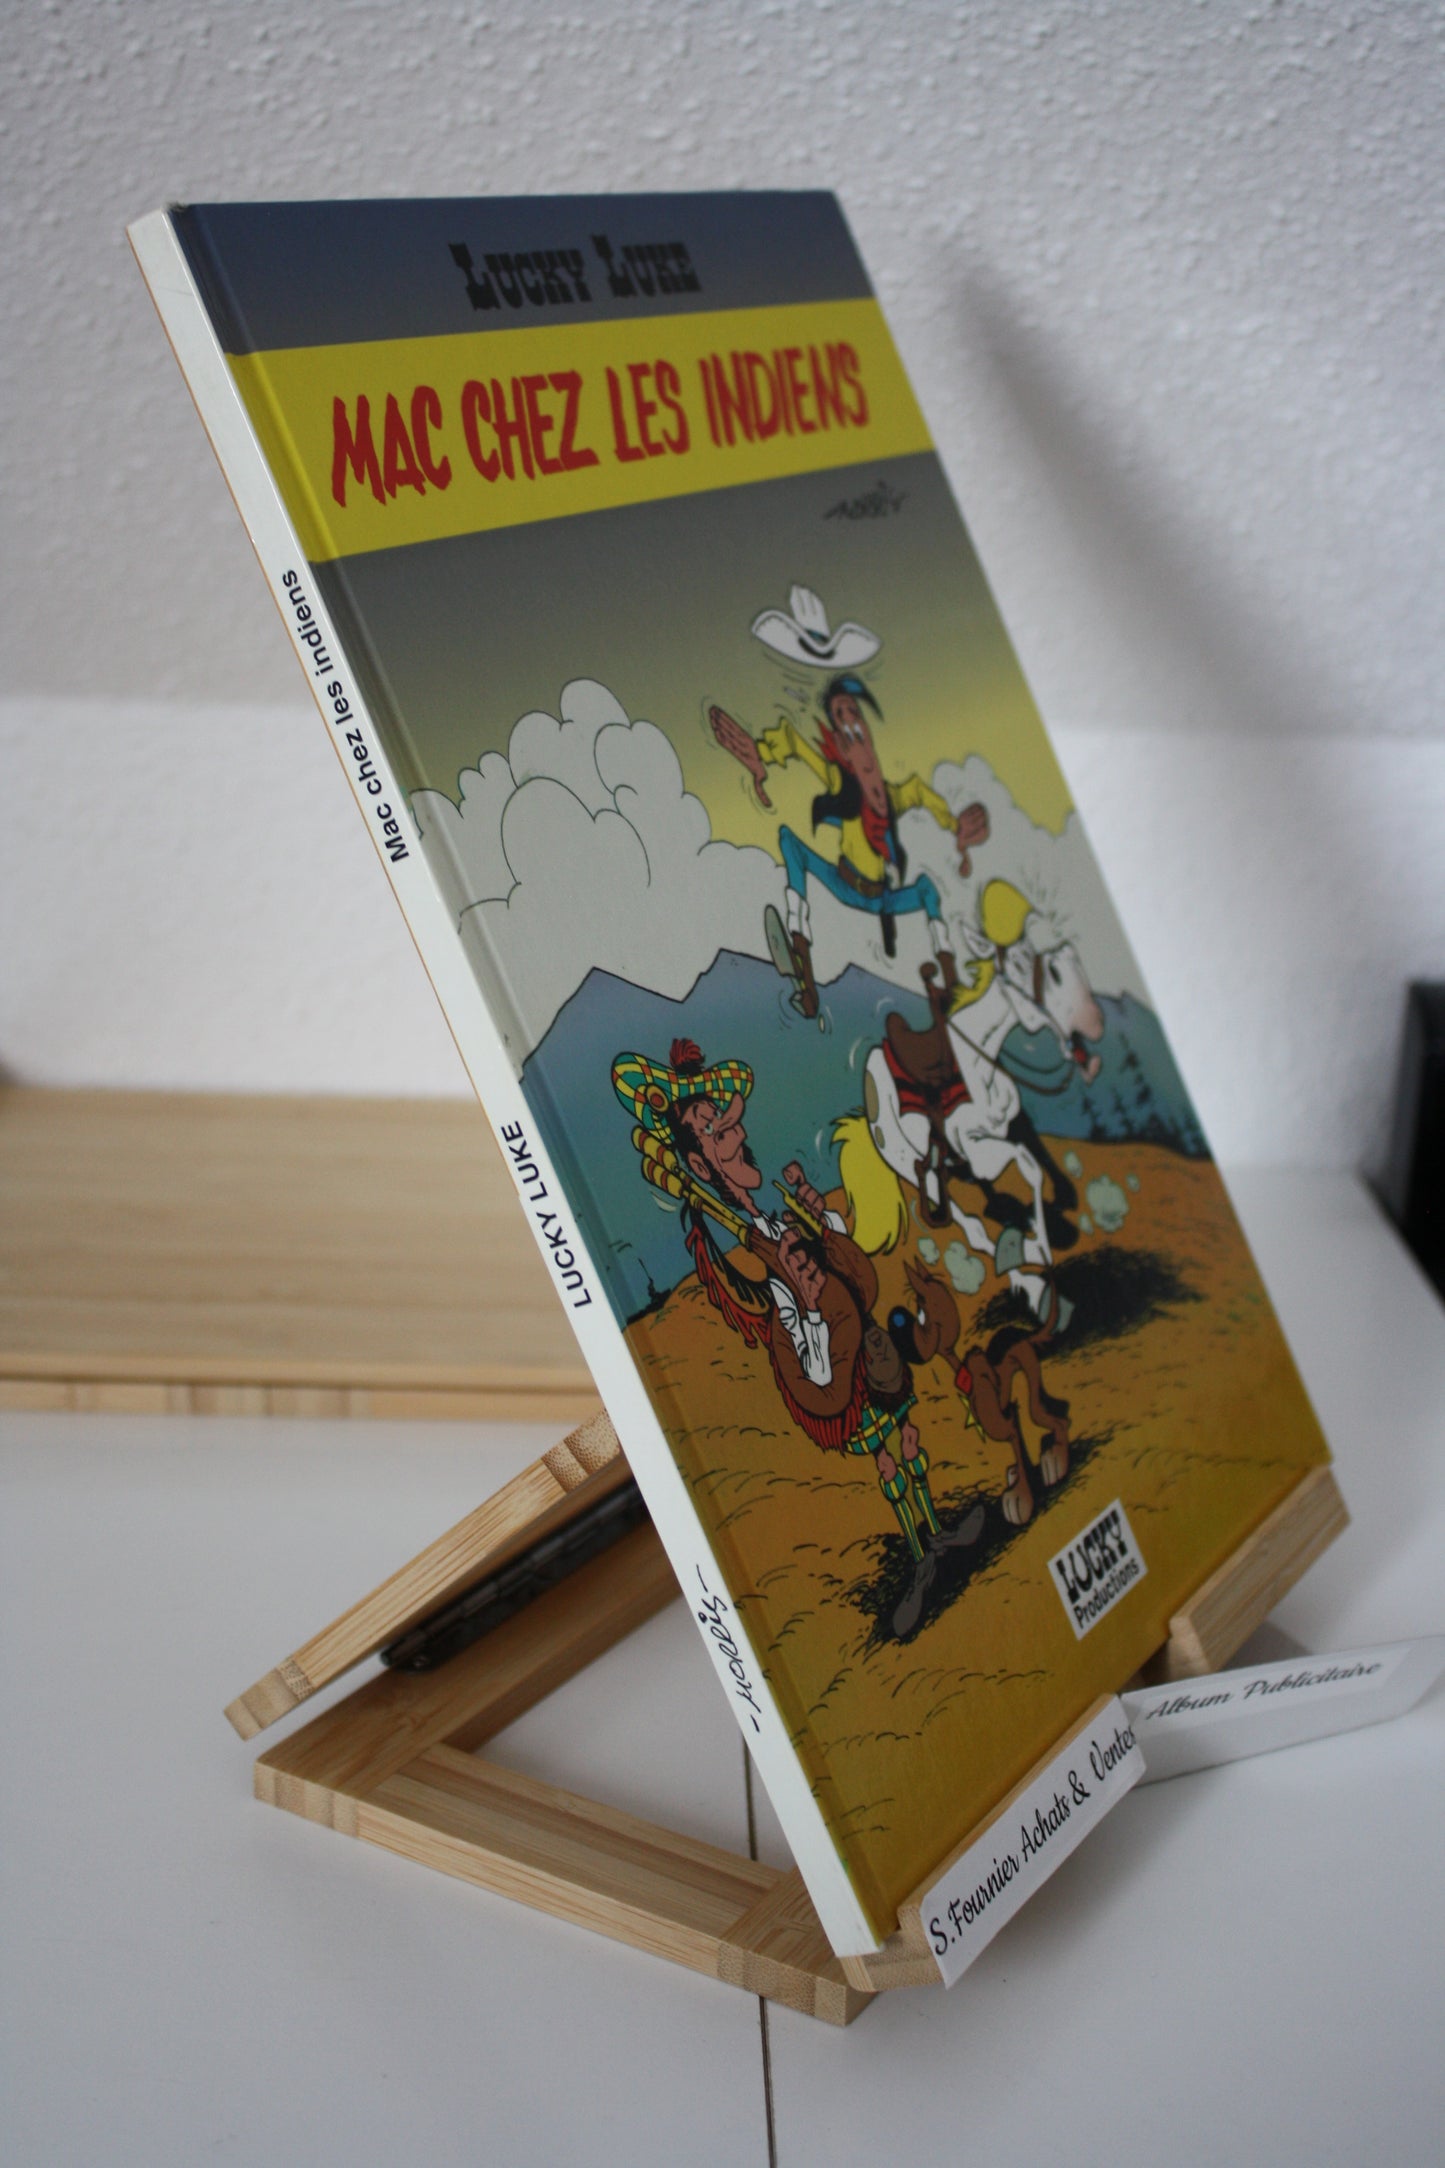 LUCKY LUKE
MAC CHEZ LES INDIENS
MORRIS
Mac chez les indiens
LUCKY LUKE
-MORRIS-
LUCKY
Productions
Album Publicitaire
S.Fournier Achats & Ventes